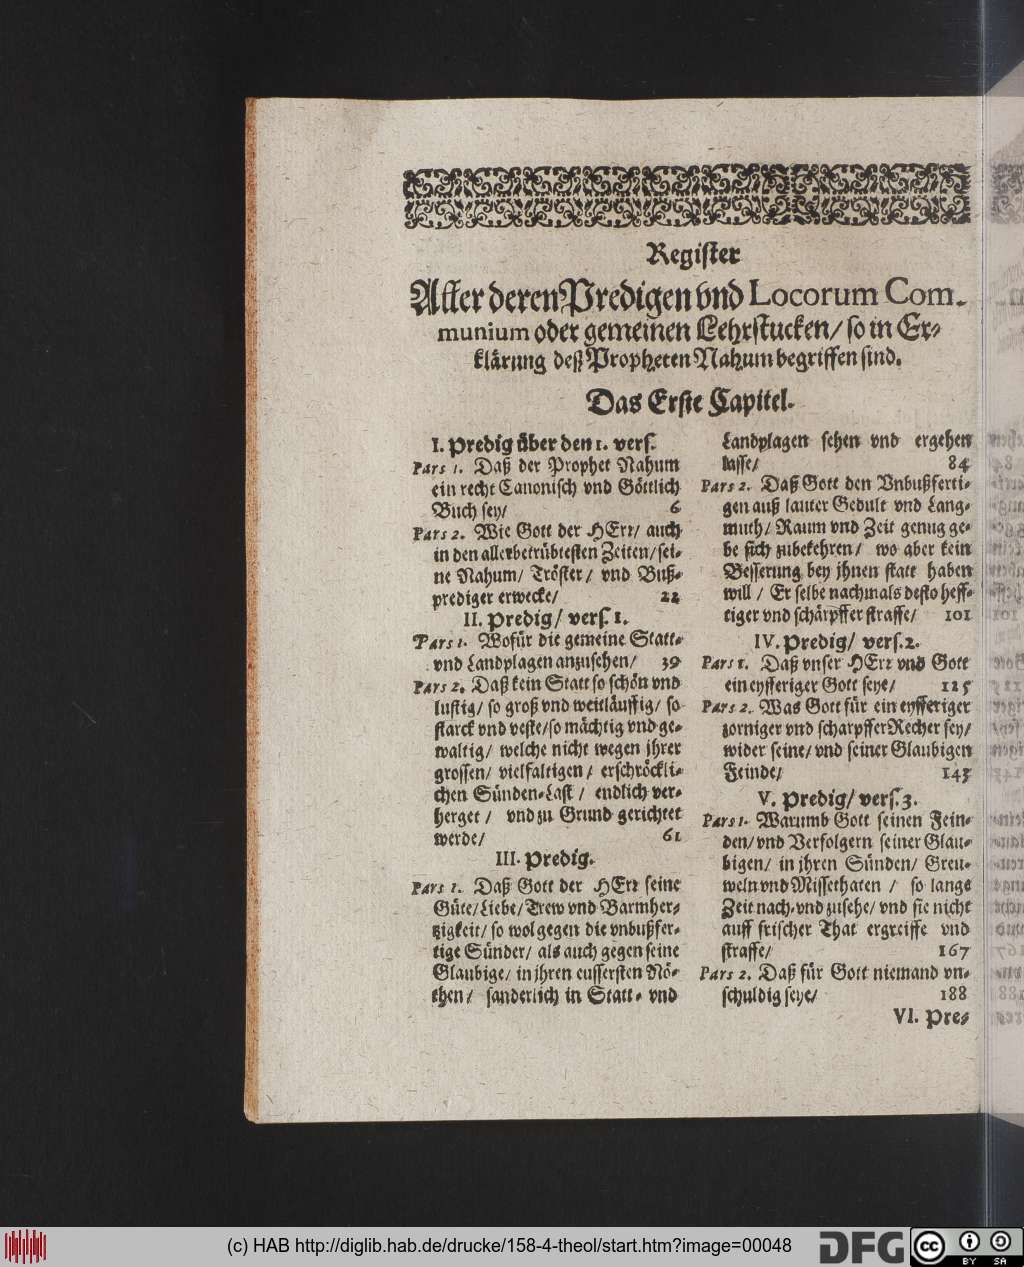 Register
Aller deren Predigen vnd Locorum Com-
munium oder gemeinen Lehrstucken/ so in Er-
klärung deß Propheten Nahum begriffen sind.
Das Erste Capitel.
I. Predig über den 1. vers.
Pars 1. Daß der Prophet Nahum
ein recht Canonisch vnd Göttlich
Buch sey/ 6
Pars 2. Wie Gott der HErr/ auch
in den allerbetrübtesten Zeiten/ sei-
ne Nahum/ Tröster/ vnd Buß-
prediger erwecke/ 22
II. Predig/ vers. 1.
Pars 1. Wofür die gemeine Statt-
vnd Landplagen anzusehen/ 39
Pars 2. Daß kein Statt so schön vnd
lustig/ so groß vnd weitläuffig/ so
starck vnd veste/ so mächtig vnd ge-
waltig/ welche nicht wegen jhrer
grossen/ vielfaltigen/ erschröckli-
chen Sünden-Last/ endlich ver-
herget/ vnd zu Grund gerichtet
werde/ 61
III. Predig.
Pars 1. Daß Gott der HErr seine
Güte/ Liebe/ Trew vnd Barmher-
tzigkeit/ so wol gegen die vnbußfer-
tige Sünder/ als auch gegen seine
Glaubige/ in jhren eussersten Nö-
then/ sanderlich in Statt- vnd
Landplagen sehen vnd ergehen
lasse/ 84
Pars 2. Daß Gott den Vnbußferti-
gen auß lauter Gedult vnd Lang-
muth/ Raum vnd Zeit genug ge-
be sich zubekehren/ wo aber kein
Besserung bey jhnen statt haben
will/ Er selbe nachmals desto heff-
tiger vnd schärpffer straffe/ 101
IV. Predig/ vers. 2.
Pars 1. Daß vnser HErr vnd Gott
ein eyfferiger Gott seye/ 125
Pars 2. Was Gott für ein eyfferiger
zorniger vnd scharpffer Recher sey/
wider seine/ vnd seiner Glaubigen
Feinde/ 143
V. Predig/ vers. 3.
Pars 1. Warumb Gott seinen Fein-
den/ vnd Verfolgern seiner Glau-
bigen/ in jhren Sünden/ Greu-
weln vnd Missethaten/ so lange
Zeit nach- vnd zusehe/ vnd sie nicht
auff frischer That ergreiffe vnd
straffe/ 167
Pars 2. Daß für Gott niemand vn-
schuldig seye/ 188
VI. Pre-
(c) HAB http://diglib.hab.de/drucke/158-4-theol/start.htm?image=00048
DFG
cc BY SA